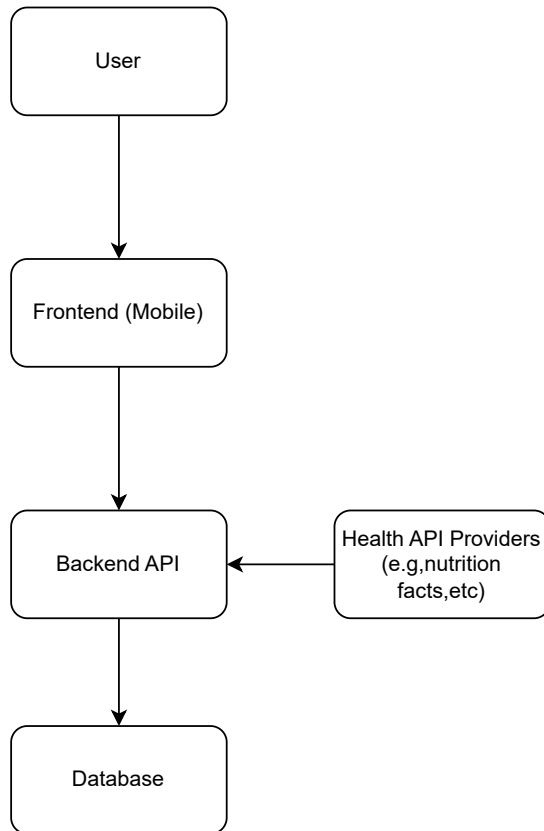 User
Frontend (Mobile)
Backend API
Health API Providers
(e.g,nutrition
facts,etc)
Database